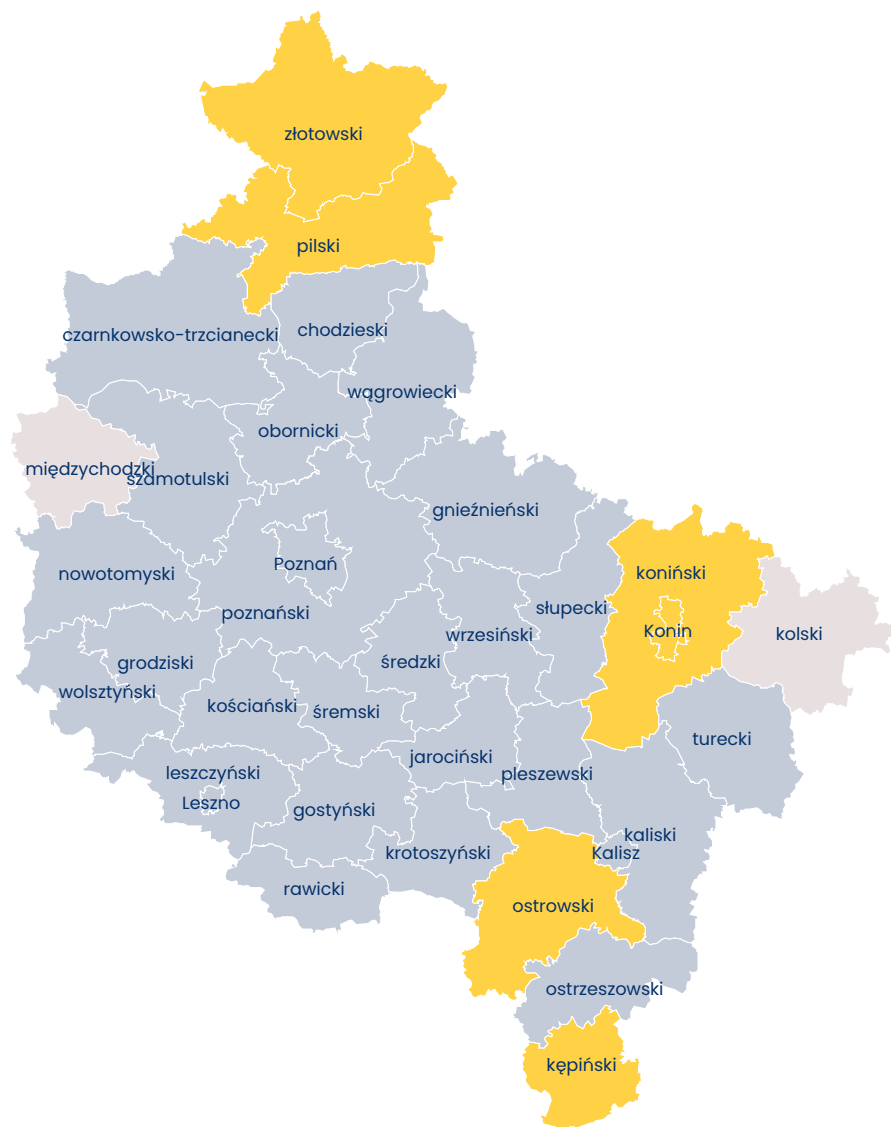 złotowski
pilski
czarnkowsko-trzcianecki
chodzieski
wągrowiecki
obornicki
międzychodzki
szamotulski
gnieźnieński
Poznań
nowotomyski
koniński
poznański
słupecki
Konin
kolski
wrzesiński
grodziski
średzki
wolsztyński
kościański
śremski
turecki
jarociński
leszczyński
pleszewski
Leszno
gostyński
kaliski
krotoszyński
Kalisz
rawicki
ostrowski
ostrzeszowski
kępiński